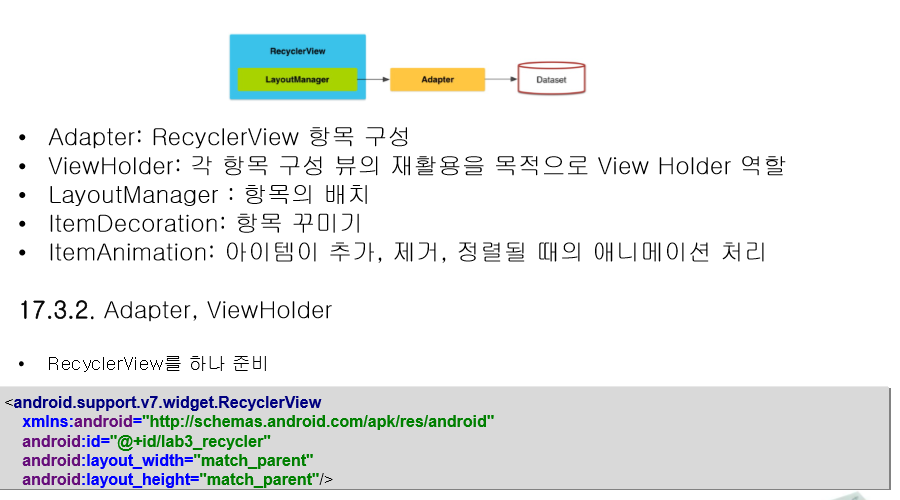 RecyclerView
LayoutManager
Adapter
Dataset
• Adapter: RecyclerView 항목 구성
• ViewHolder: 각 항목 구성 뷰의 재활용을 목적으로 View Holder 역할
• LayoutManager : 항목의 배치
• ItemDecoration: 항목 꾸미기
• ItemAnimation: 아이템이 추가, 제거, 정렬될 때의 애니메이션 처리
17.3.2. Adapter, ViewHolder
• RecyclerView를 하나 준비
<android.support.v7.widget.RecyclerView
xmlns:android="http://schemas.android.com/apk/res/android"
android:id="@+id/lab3_recycler"
android:layout_width="match_parent"
android:layout_height="match_parent"/>